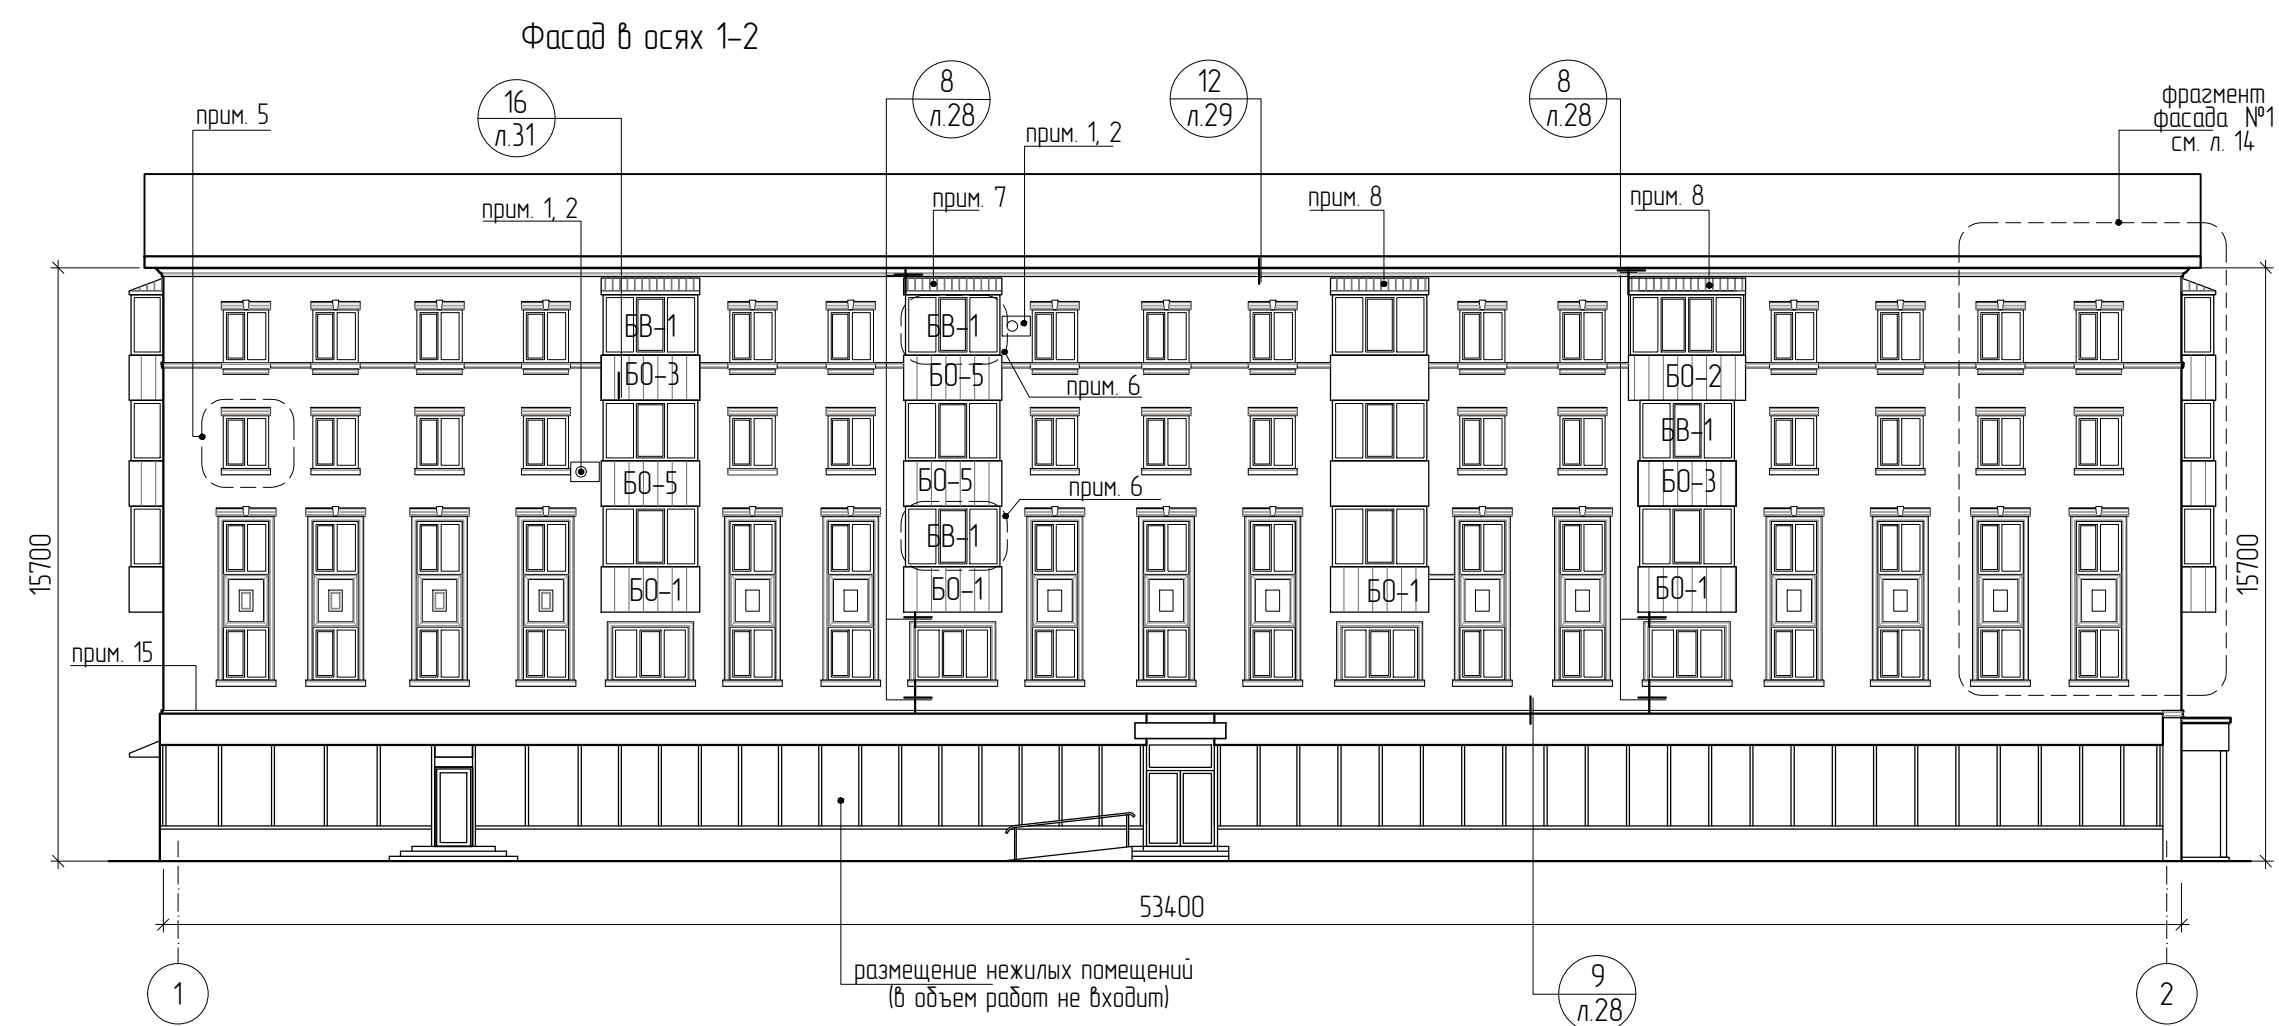 Фасад в осях 1-2
16
л.31
8
л.28
12
л.29
8
л.28
фрагмент
фасада №1
см. л. 14
прим. 5
прим. 1, 2
прим. 1, 2
прим. 7
прим. 8
прим. 8
БВ-1
БВ-1
БО-3
БО-5
БО-2
прим. 6
БВ-1
БО-5
БО-5
БО-3
прим. 6
БВ-1
БО-1
БО-1
БО-1
БО-1
15700
15700
прим. 15
53400
размещение нежилых помещений
(в объем работ не входит)
1
9
л.28
2